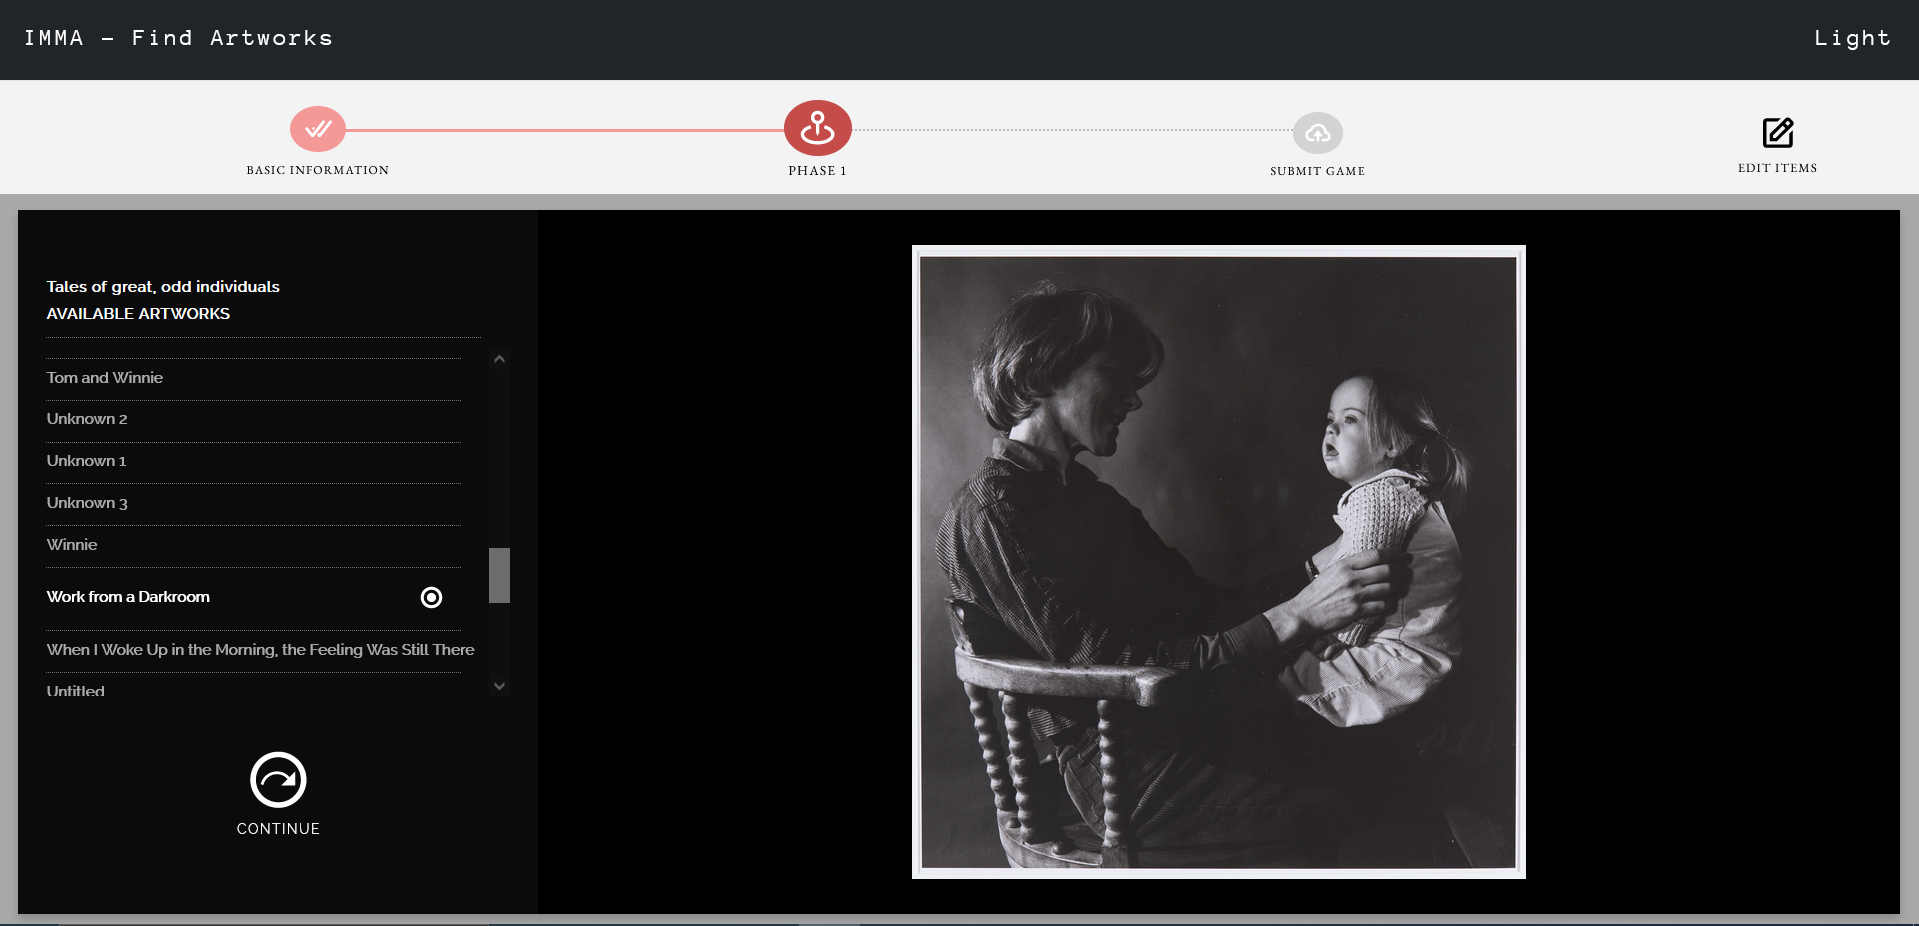 IMMA - Find Artworks
Light
BASIC INFORMATION
PHASE 1
SUBMIT GAME
EDIT ITEMS
Tales of great, odd individuals
AVAILABLE ARTWORKS
Tom and Winnie
Unknown 2
Unknown 1
Unknown 3
Winnie
Work from a Darkroom
When I Woke Up in the Morning, the Feeling Was Still There
Untitled
CONTINUE